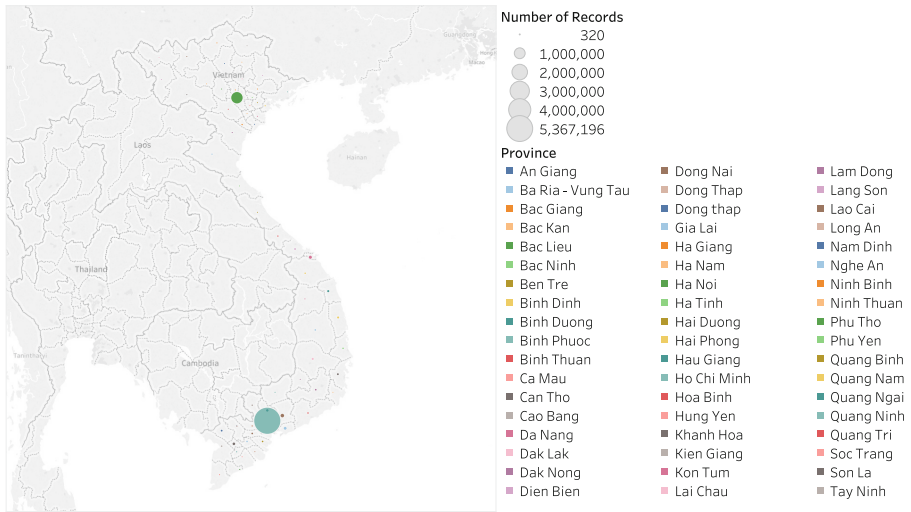 Vietnam
Laos
Hainan
Thailand
Cambodia
Guangdong
Macau
Number of Records
320
1,000,000
2,000,000
3,000,000
4,000,000
5,367,196
Province
An Giang
Ba Ria - Vung Tau
Bac Giang
Bac Kan
Bac Lieu
Bac Ninh
Ben Tre
Binh Dinh
Binh Duong
Binh Phuoc
Binh Thuan
Ca Mau
Can Tho
Cao Bang
Da Nang
Dak Lak
Dak Nong
Dien Bien
Dong Nai
Dong Thap
Dong thap
Gia Lai
Ha Giang
Ha Nam
Ha Noi
Ha Tinh
Hai Duong
Hai Phong
Hau Giang
Ho Chi Minh
Hoa Binh
Hung Yen
Khanh Hoa
Kien Giang
Kon Tum
Lai Chau
Lam Dong
Lang Son
Lao Cai
Long An
Nam Dinh
Nghe An
Ninh Binh
Ninh Thuan
Phu Tho
Phu Yen
Quang Binh
Quang Nam
Quang Ngai
Quang Ninh
Quang Tri
Soc Trang
Son La
Tay Ninh